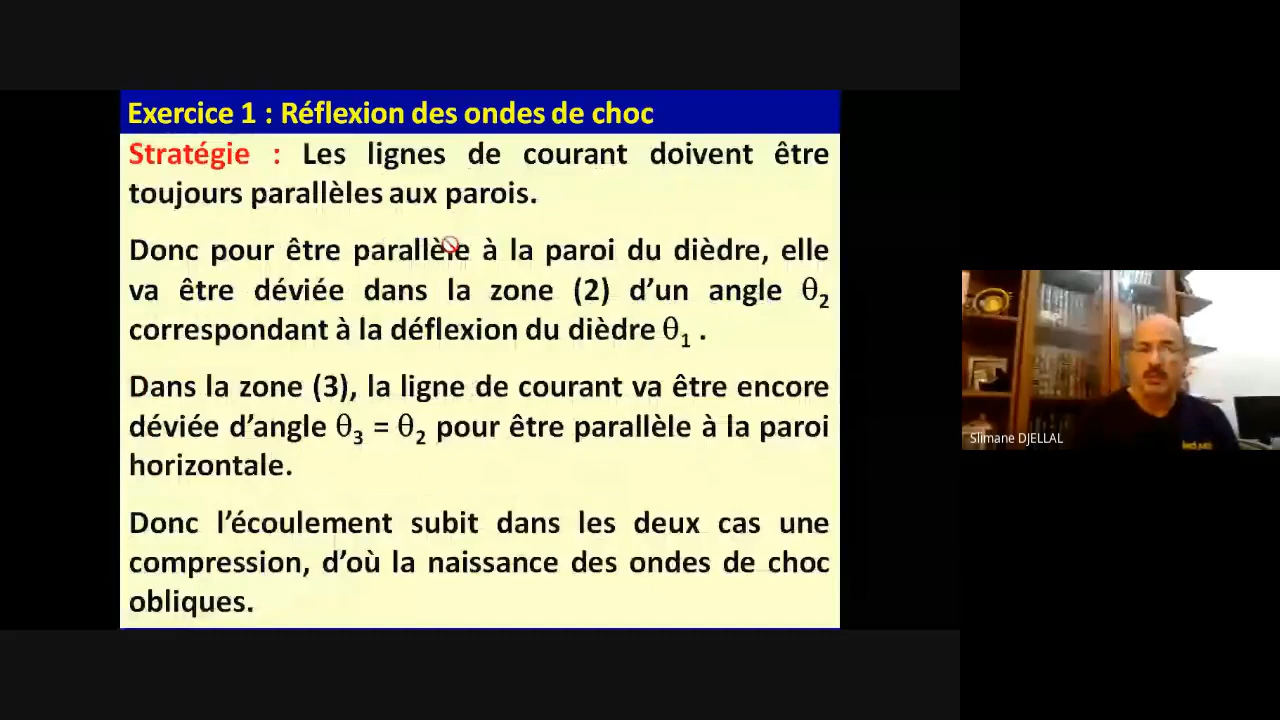 Exercice 1 : Réflexion des ondes de choc
Stratégie : Les lignes de courant doivent être
toujours parallèles aux parois.
Donc pour être parallèle à la paroi du dièdre, elle
va être déviée dans la zone (2) d’un angle θ₂
correspondant à la déflexion du dièdre θ₁ .
Dans la zone (3), la ligne de courant va être encore
déviée d’angle θ₃ = θ₂ pour être parallèle à la paroi
horizontale.
Donc l’écoulement subit dans les deux cas une
compression, d’où la naissance des ondes de choc
obliques.
Slimane DJELLAL